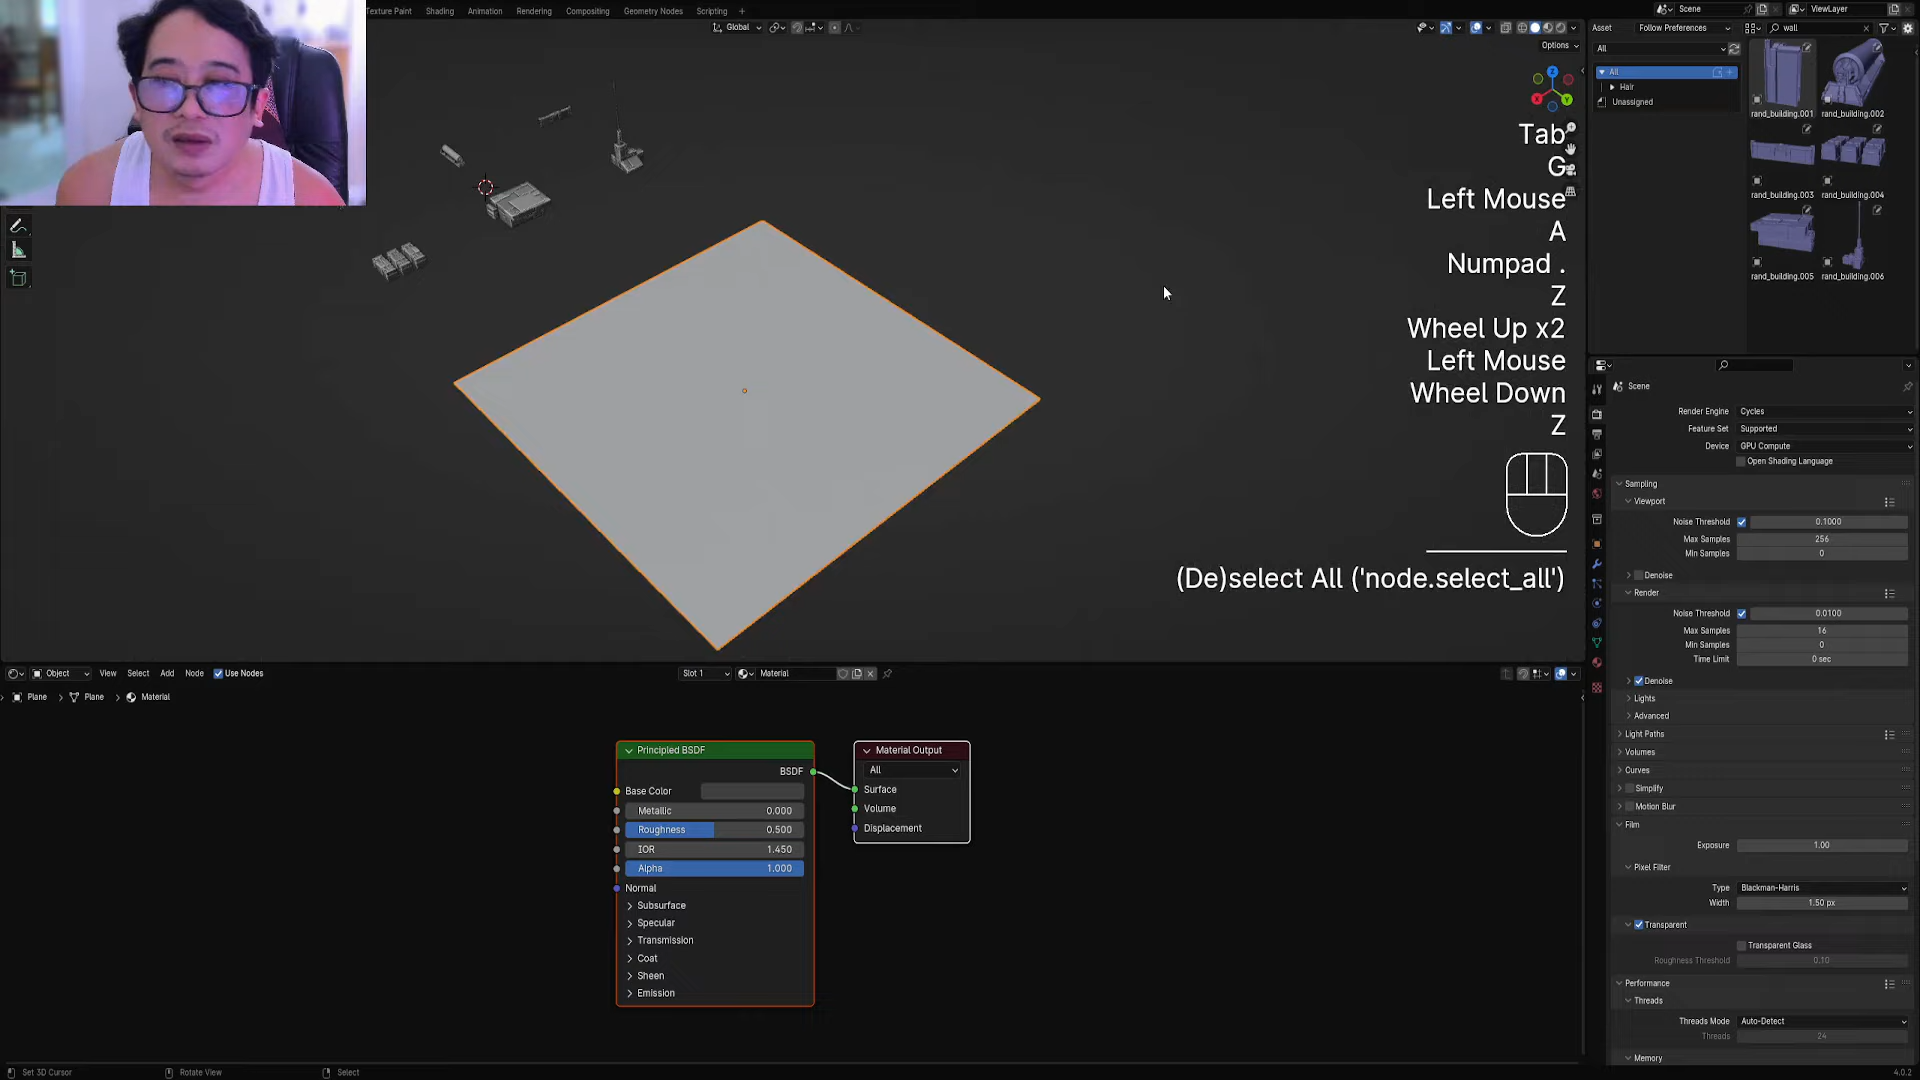 Texture Paint
Shading
Animation
Rendering
Compositing
Geometry Nodes
Scripting
+
Scene
ViewLayer
Global
Options
Asset
Follow Preferences
wall
All
All
Hair
Unassigned
rand_building.001
rand_building.002
rand_building.003
rand_building.004
rand_building.005
rand_building.006
Z
X
Y
Tab
G
Left Mouse
A
Numpad .
Z
Wheel Up x2
Left Mouse
Wheel Down
Z
(De)select All ('node.select_all')
Scene
Render Engine
Cycles
Feature Set
Supported
Device
GPU Compute
Open Shading Language
Sampling
Viewport
Noise Threshold
0.1000
Max Samples
256
Min Samples
0
Denoise
Render
Noise Threshold
0.0100
Max Samples
16
Min Samples
0
Time Limit
0 sec
Denoise
Lights
Advanced
Light Paths
Volumes
Curves
Simplify
Motion Blur
Film
Exposure
1.00
Pixel Filter
Type
Blackman-Harris
Width
1.50 px
Transparent
Transparent Glass
Roughness Threshold
0.10
Performance
Threads
Threads Mode
Auto-Detect
Threads
24
Memory
Object
View
Select
Add
Node
Use Nodes
Slot 1
Material
Plane
Plane
Material
Principled BSDF
BSDF
Base Color
Metallic
0.000
Roughness
0.500
IOR
1.450
Alpha
1.000
Normal
Subsurface
Specular
Transmission
Coat
Sheen
Emission
Material Output
All
Surface
Volume
Displacement
Set 3D Cursor
Rotate View
Select
4.0.2